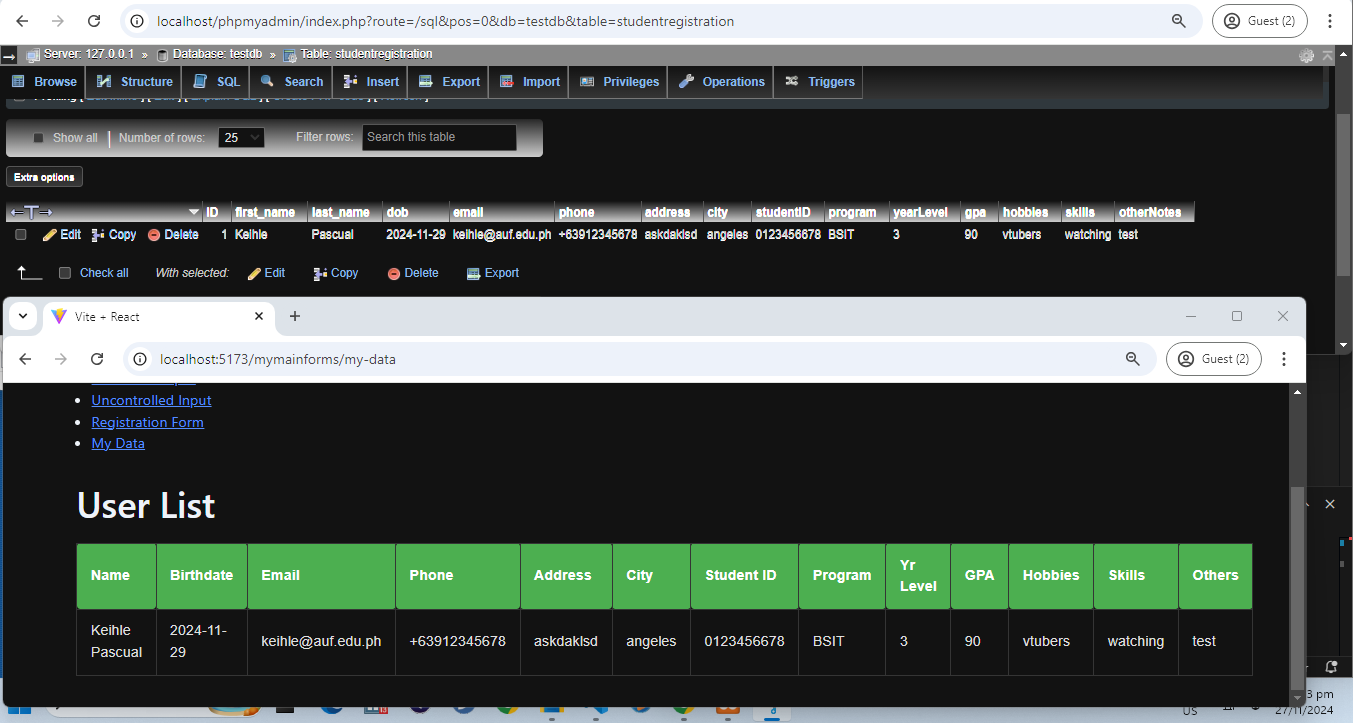 localhost/phpmyadmin/index.php?route=/sql&pos=0&db=testdb&table=studentregistration
Guest (2)
Server: 127.0.0.1 » Database: testdb » Table: studentregistration
Browse Structure SQL Search Insert Export Import Privileges Operations Triggers
Show all Number of rows: 25 Filter rows: Search this table
Extra options
ID first_name last_name dob email phone address city studentID program yearLevel gpa hobbies skills otherNotes
Edit Copy Delete 1 Keihle Pascual 2024-11-29 keihle@auf.edu.ph +63912345678 askdaklsd angeles 0123456678 BSIT 3 90 vtubers watching test
Check all With selected: Edit Copy Delete Export
Vite + React
localhost:5173/mymainforms/my-data
Guest (2)
Uncontrolled Input
Registration Form
My Data
User List
Name Birthdate Email Phone Address City Student ID Program Yr Level GPA Hobbies Skills Others
Keihle Pascual 2024-11-29 keihle@auf.edu.ph +63912345678 askdaklsd angeles 0123456678 BSIT 3 90 vtubers watching test
3 pm
US
27/11/2024